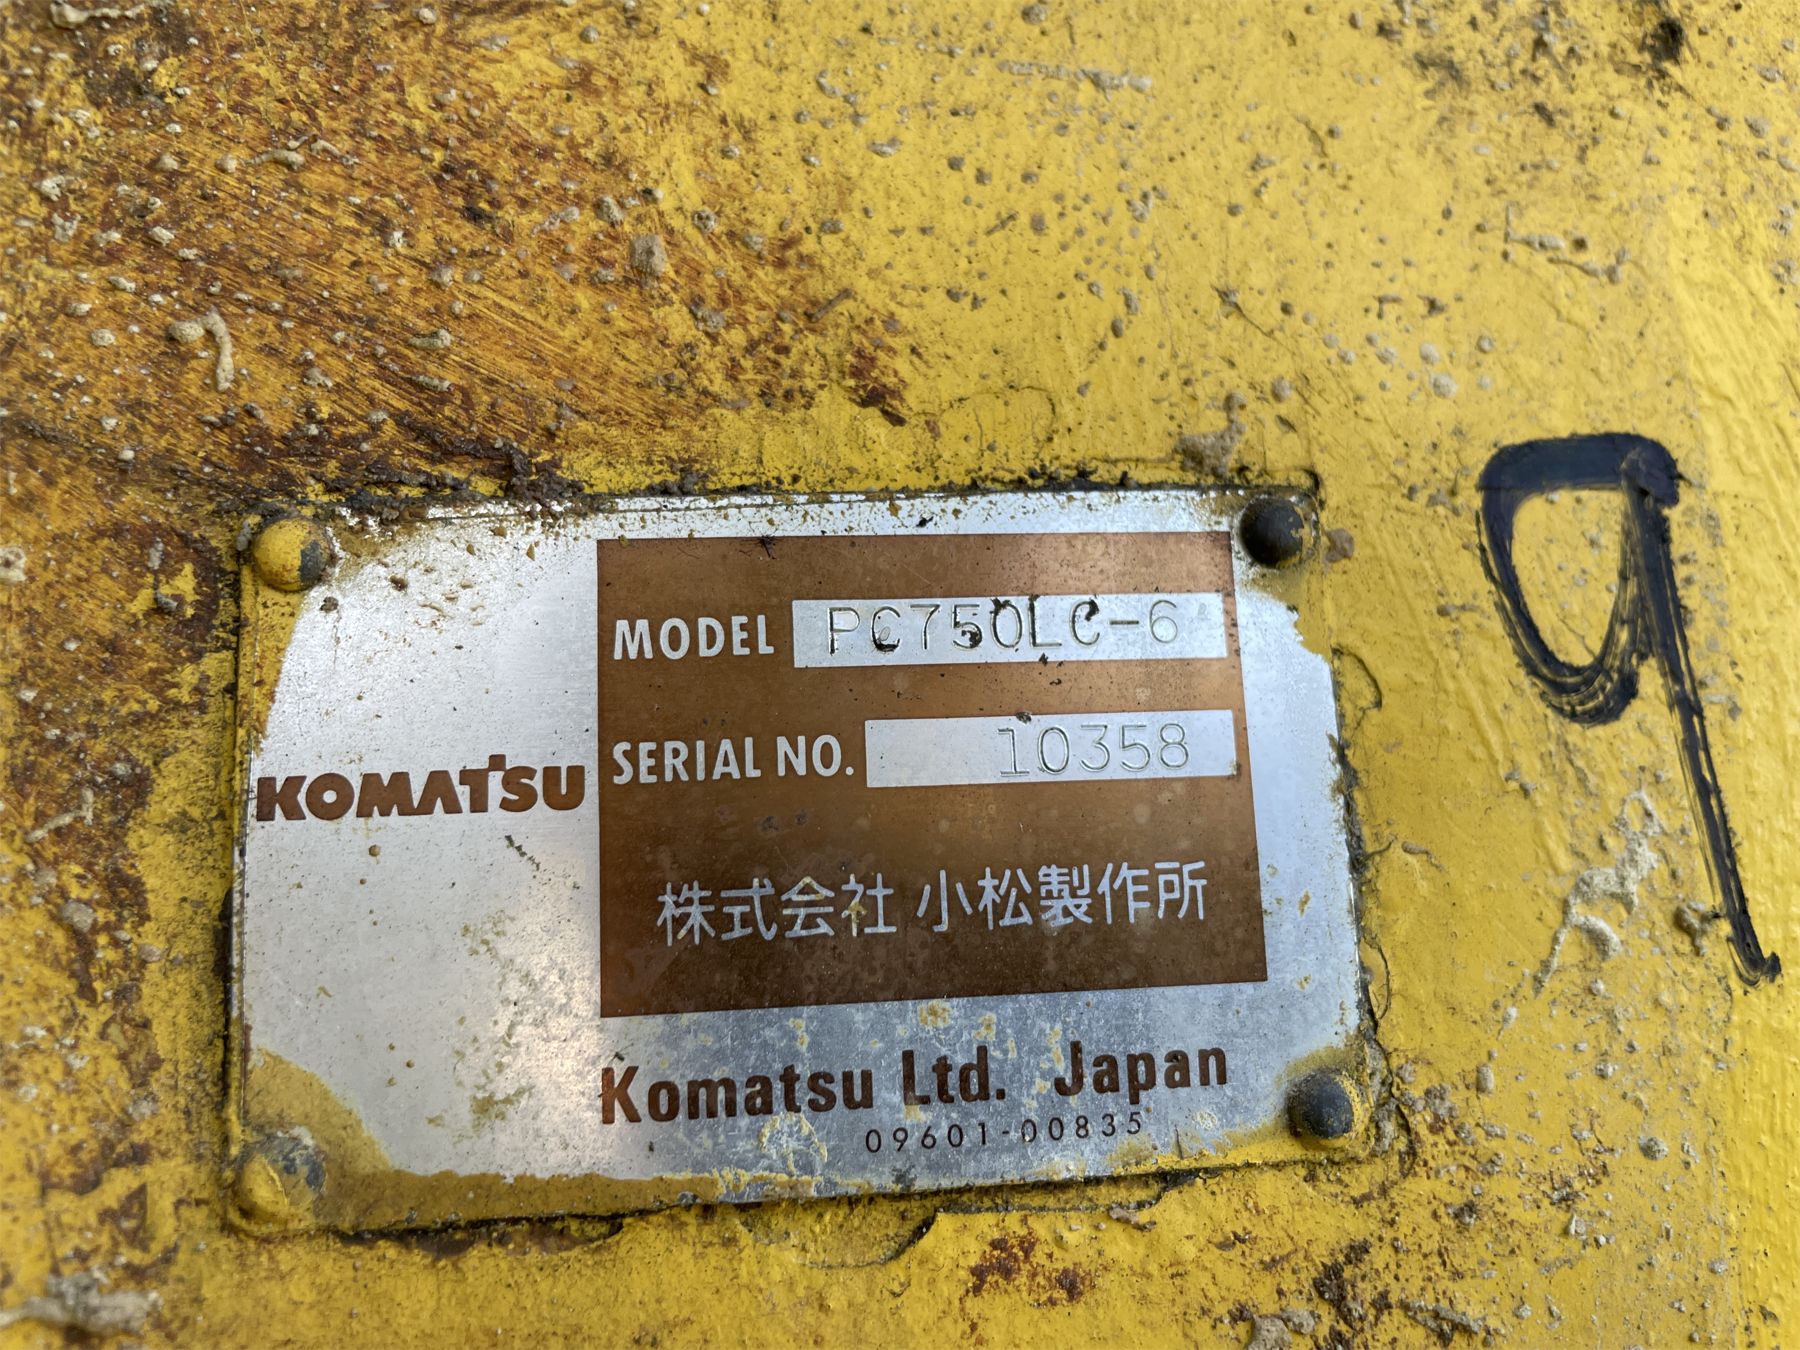 MODEL PC750LC-6
SERIAL NO. 10358
KOMATSU
株式会社 小松製作所
Komatsu Ltd. Japan
09601-00835
9